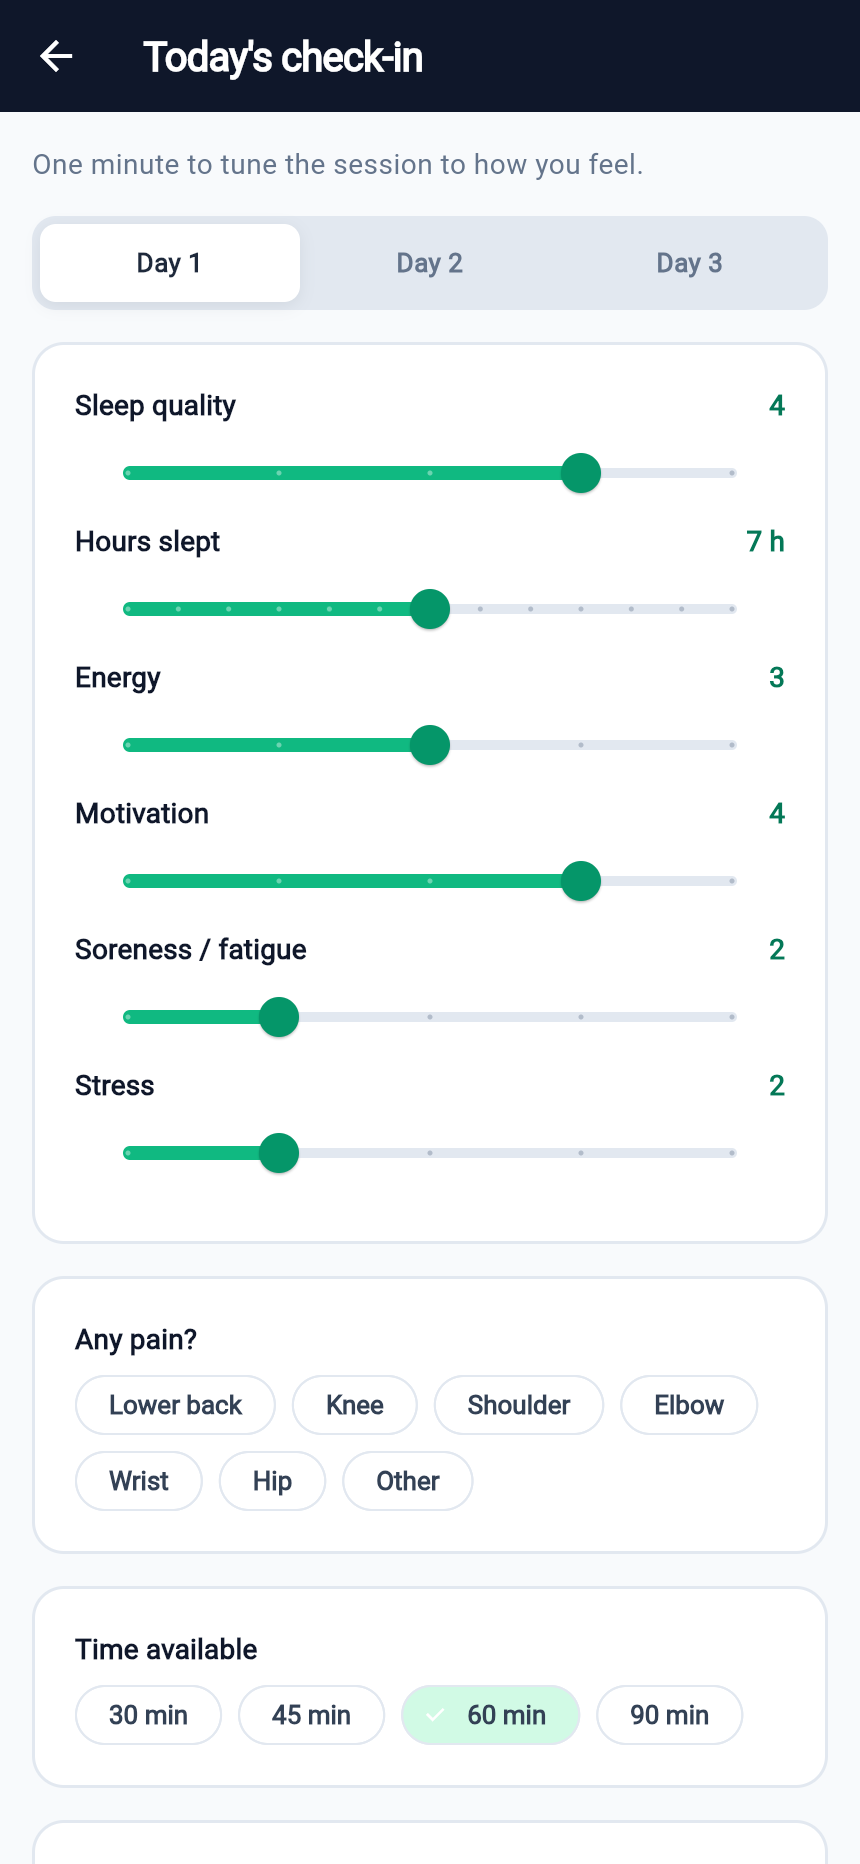 Today's check-in
One minute to tune the session to how you feel.
Day 1 Day 2 Day 3
Sleep quality 4
Hours slept 7 h
Energy 3
Motivation 4
Soreness / fatigue 2
Stress 2
Any pain?
Lower back Knee Shoulder Elbow
Wrist Hip Other
Time available
30 min 45 min 60 min 90 min